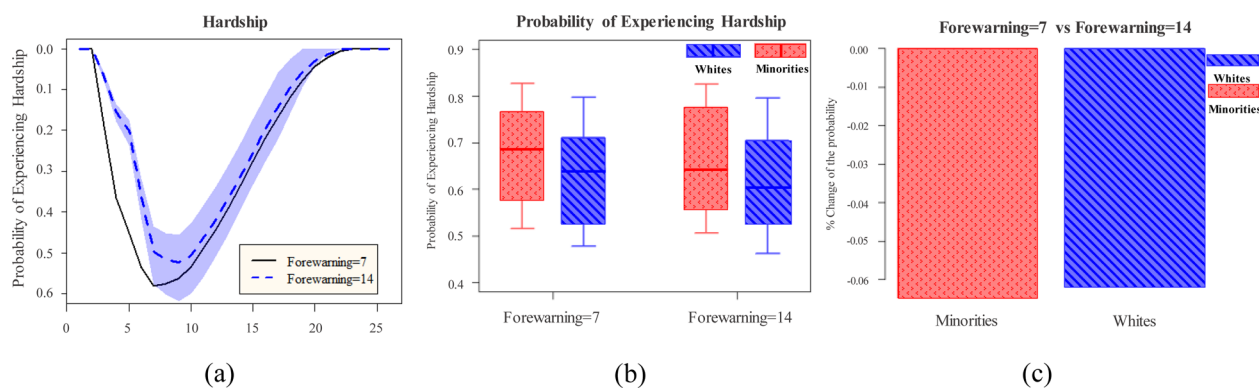 Hardship
Probability of Experiencing Hardship
0.0
0.1
0.2
0.3
0.4
0.5
0.6
Forewarning=7
Forewarning=14
0
5
10
15
20
25
(a)
Probability of Experiencing Hardship
Probability of Experiencing Hardship
0.9
0.8
0.7
0.6
0.5
0.4
Whites
Minorities
Forewarning=7
Forewarning=14
(b)
Forewarning=7 vs Forewarning=14
% Change of the probability
0.00
-0.01
-0.02
-0.03
-0.04
-0.05
-0.06
Whites
Minorities
Minorities
Whites
(c)